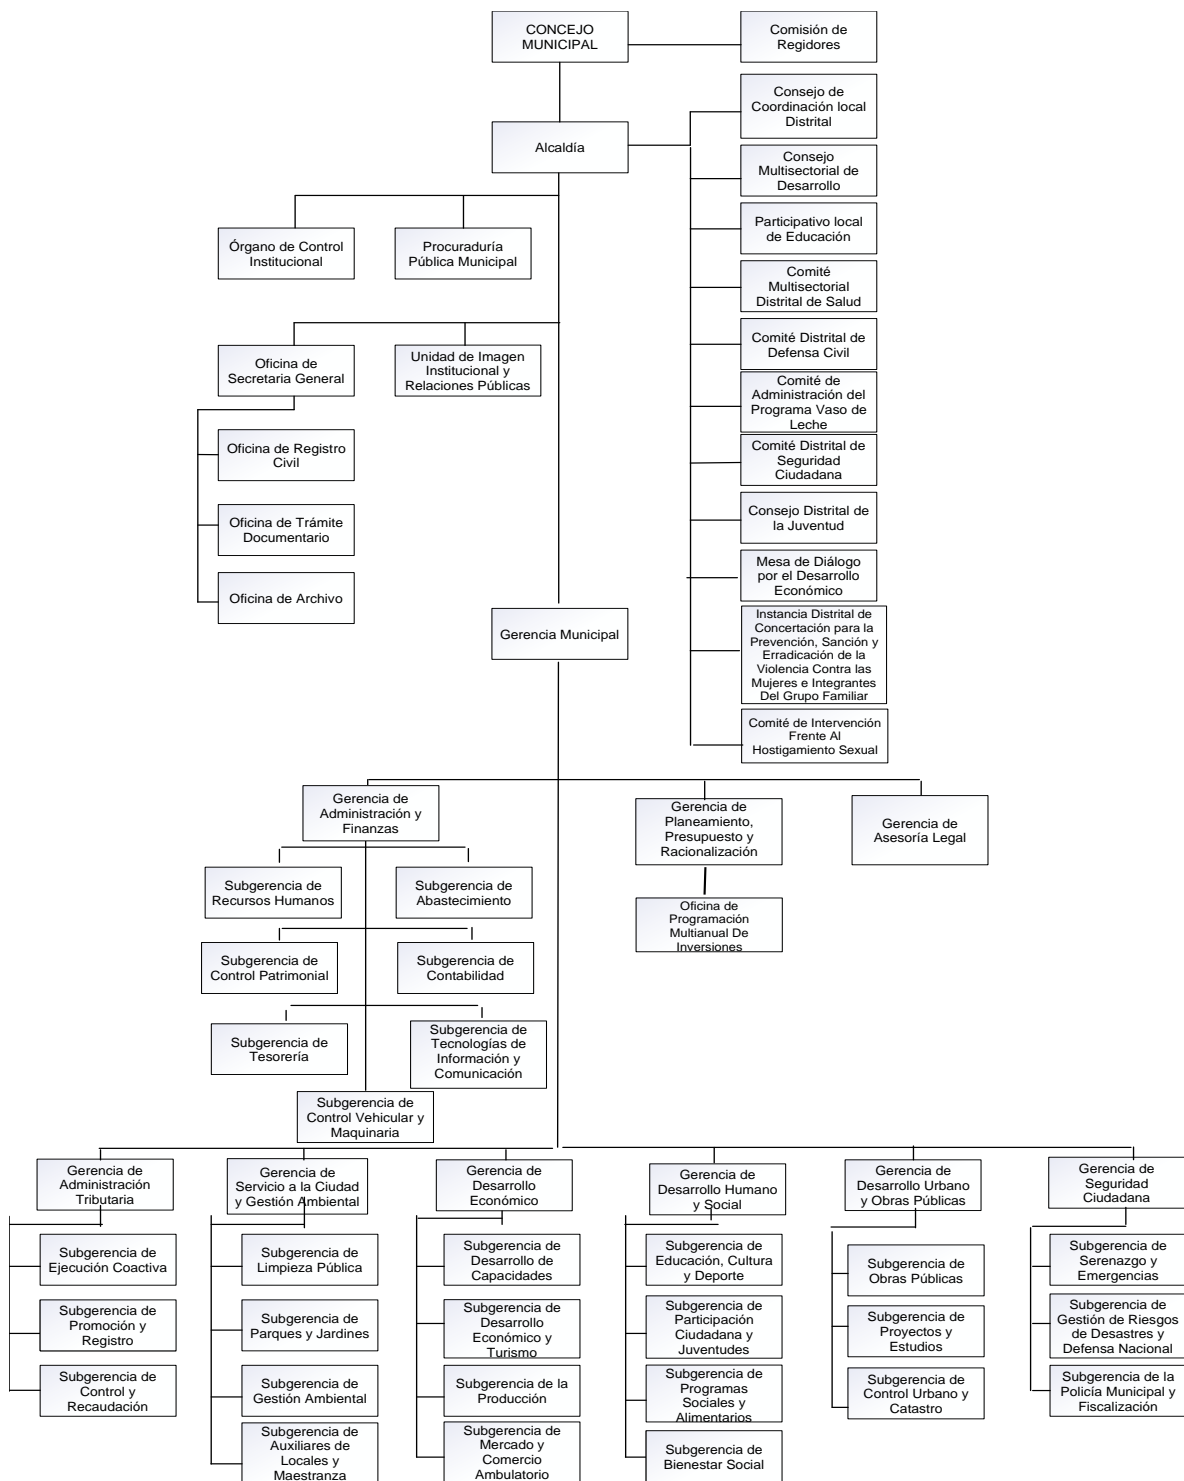 CONCEJO
MUNICIPAL
Comisión de
Regidores
Alcaldía
Consejo de
Coordinación local
Distrital
Consejo
Multisectorial de
Desarrollo
Participativo local
de Educación
Comité
Multisectorial
Distrital de Salud
Comité Distrital de
Defensa Civil
Comité de
Administración del
Programa Vaso de
Leche
Comité Distrital de
Seguridad
Ciudadana
Consejo Distrital de
la Juventud
Mesa de Diálogo
por el Desarrollo
Económico
Instancia Distrital de
Concertación para la
Prevención, Sanción y
Erradicación de la
Violencia Contra las
Mujeres e Integrantes
Del Grupo Familiar
Comité de Intervención
Frente Al
Hostigamiento Sexual
Órgano de Control
Institucional
Procuraduría
Pública Municipal
Oficina de
Secretaria General
Unidad de Imagen
Institucional y
Relaciones Públicas
Oficina de Registro
Civil
Oficina de Trámite
Documentario
Oficina de Archivo
Gerencia Municipal
Gerencia de
Administración y
Finanzas
Gerencia de
Planeamiento,
Presupuesto y
Racionalización
Gerencia de
Asesoría Legal
Subgerencia de
Recursos Humanos
Subgerencia de
Abastecimiento
Oficina de
Programación
Multianual De
Inversiones
Subgerencia de
Control Patrimonial
Subgerencia de
Contabilidad
Subgerencia de
Tesorería
Subgerencia de
Tecnologías de
Información y
Comunicación
Subgerencia de
Control Vehicular y
Maquinaria
Gerencia de
Administración
Tributaria
Subgerencia de
Ejecución Coactiva
Subgerencia de
Promoción y
Registro
Subgerencia de
Control y
Recaudación
Gerencia de
Servicio a la Ciudad
y Gestión Ambiental
Subgerencia de
Limpieza Pública
Subgerencia de
Parques y Jardines
Subgerencia de
Gestión Ambiental
Subgerencia de
Auxiliares de
Locales y
Maestranza
Gerencia de
Desarrollo
Económico
Subgerencia de
Desarrollo de
Capacidades
Subgerencia de
Desarrollo
Económico y
Turismo
Subgerencia de la
Producción
Subgerencia de
Mercado y
Comercio
Ambulatorio
Gerencia de
Desarrollo Humano
y Social
Subgerencia de
Educación, Cultura
y Deporte
Subgerencia de
Participación
Ciudadana y
Juventudes
Subgerencia de
Programas
Sociales y
Alimentarios
Subgerencia de
Bienestar Social
Gerencia de
Desarrollo Urbano
y Obras Públicas
Subgerencia de
Obras Públicas
Subgerencia de
Proyectos y
Estudios
Subgerencia de
Control Urbano y
Catastro
Gerencia de
Seguridad
Ciudadana
Subgerencia de
Serenazgo y
Emergencias
Subgerencia de
Gestión de Riesgos
de Desastres y
Defensa Nacional
Subgerencia de la
Policía Municipal y
Fiscalización